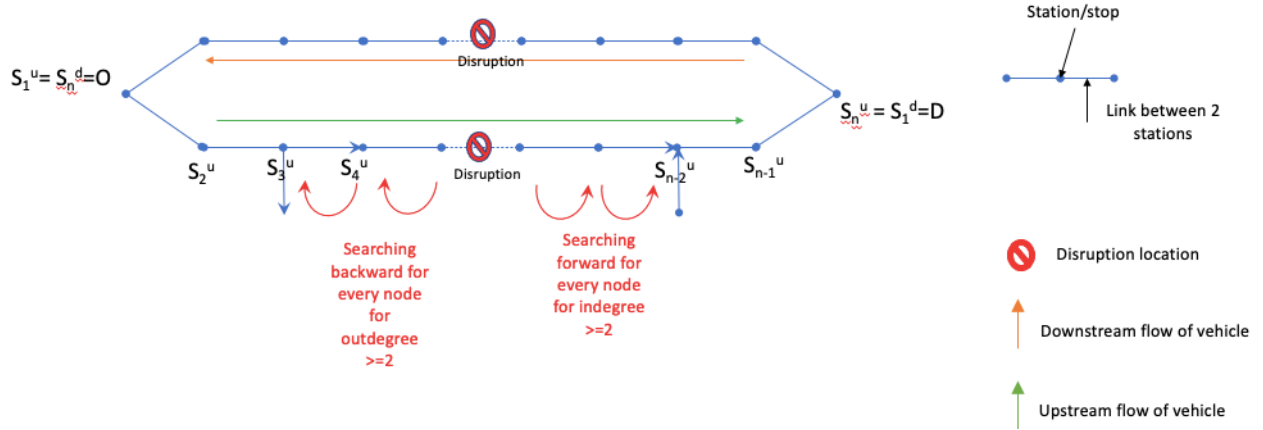 Station/stop
Disruption
S₁ᵘ= Sₙᵈ=O
Sₙᵘ = S₁ᵈ=D
Link between 2
stations
S₂ᵘ
S₃ᵘ
S₄ᵘ
Disruption
Sₙ₋₂ᵘ
Sₙ₋₁ᵘ
Searching
backward for
every node
for
outdegree
>=2
Searching
forward for
every node
for indegree
>=2
Disruption location
Downstream flow of vehicle
Upstream flow of vehicle